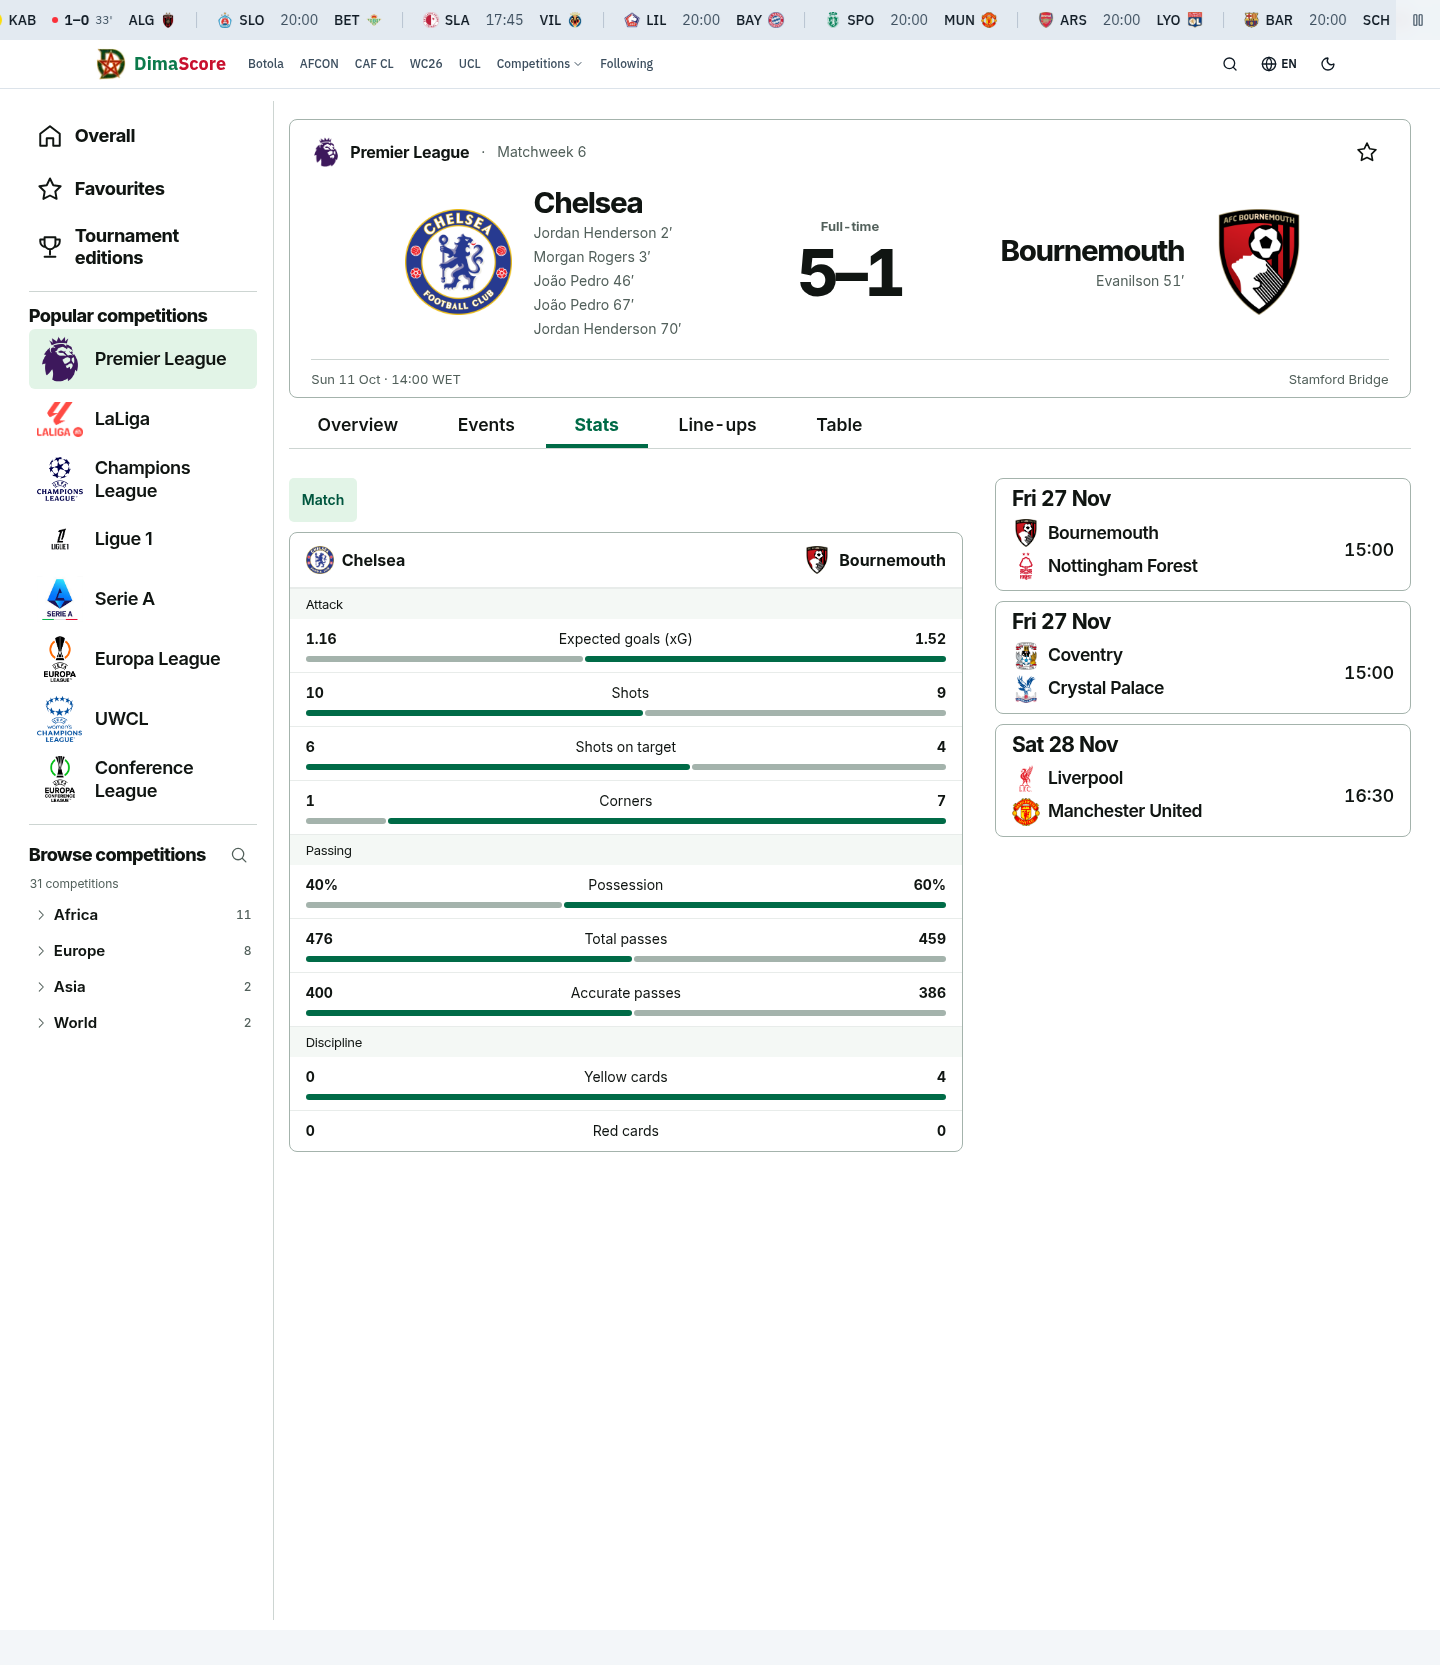 KAB 1–0 33' ALG SLO 20:00 BET SLA 17:45 VIL LIL 20:00 BAY SPO 20:00 MUN ARS 20:00 LYO BAR 20:00 SCH
DimaScore Botola AFCON CAF CL WC26 UCL Competitions Following EN
Overall
Favourites
Tournament
editions
Popular competitions
Premier League
LaLiga
Champions
League
Ligue 1
Serie A
Europa League
UWCL
Conference
League
Browse competitions
31 competitions
Africa 11
Europe 8
Asia 2
World 2
Premier League · Matchweek 6
Chelsea
Jordan Henderson 2'
Morgan Rogers 3'
João Pedro 46'
João Pedro 67'
Jordan Henderson 70'
Full-time
5–1
Bournemouth
Evanilson 51'
CHELSEA
FOOTBALL CLUB
AFC BOURNEMOUTH
Sun 11 Oct · 14:00 WET Stamford Bridge
Overview Events Stats Line-ups Table
Match
Chelsea Bournemouth
Attack
1.16 Expected goals (xG) 1.52
10 Shots 9
6 Shots on target 4
1 Corners 7
Passing
40% Possession 60%
476 Total passes 459
400 Accurate passes 386
Discipline
0 Yellow cards 4
0 Red cards 0
Fri 27 Nov
Bournemouth
Nottingham Forest
15:00
Fri 27 Nov
Coventry
Crystal Palace
15:00
Sat 28 Nov
Liverpool
Manchester United
16:30